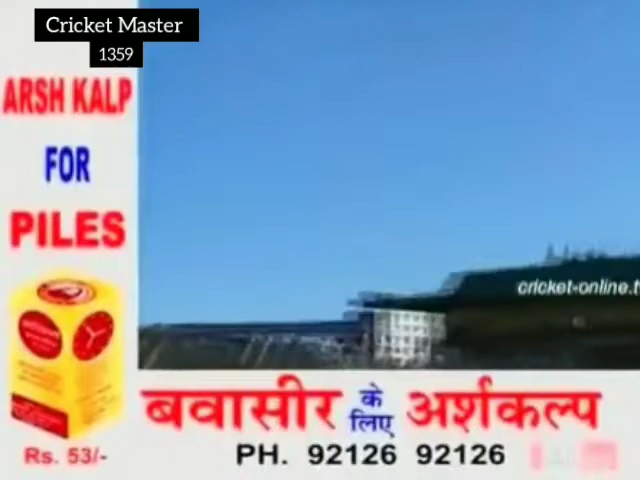 Cricket Master
1359
ARSH KALP
FOR
PILES
cricket-online.t
Rs. 53/-
बवासीर के लिए अर्शकल्प
PH. 92126 92126